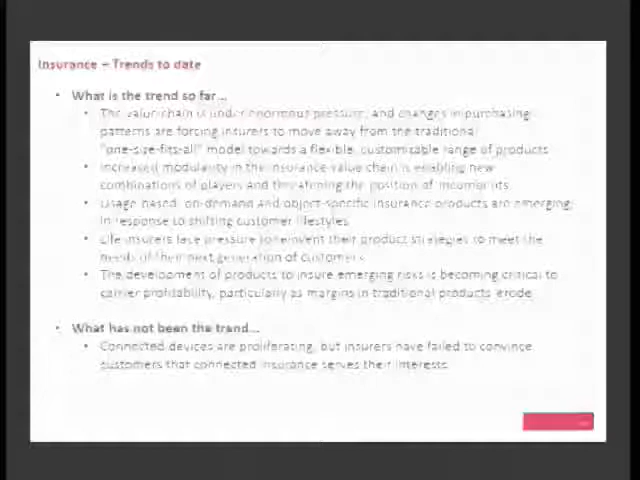 Insurance – Trends to date
• What is the trend so far...
• The value chain is under enormous pressure, and changes in purchasing
patterns are forcing insurers to move away from the traditional
"one-size-fits-all" model towards a flexible, customizable range of products
• Increased modularity in the insurance value chain is enabling new
combinations of players and threatening the position of incumbents
• Usage based, on-demand and object-specific insurance products are emerging
in response to shifting customer lifestyles
• Life insurers face pressure to reinvent their product strategies to meet the
needs of their next generation of customers
• The development of products to insure emerging risks is becoming critical to
carrier profitability, particularly as margins in traditional products erode
• What has not been the trend...
• Connected devices are proliferating, but insurers have failed to convince
customers that connected insurance serves their interests.